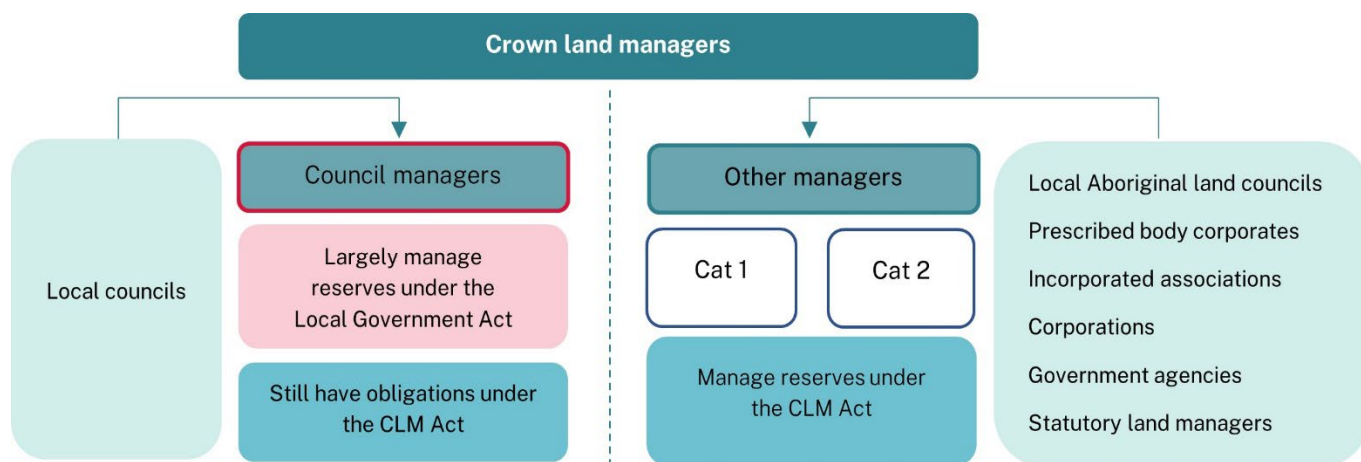 Crown land managers
Local councils
Council managers
Largely manage
reserves under the
Local Government Act
Still have obligations under
the CLM Act
Other managers
Cat 1
Cat 2
Manage reserves under
the CLM Act
Local Aboriginal land councils
Prescribed body corporates
Incorporated associations
Corporations
Government agencies
Statutory land managers